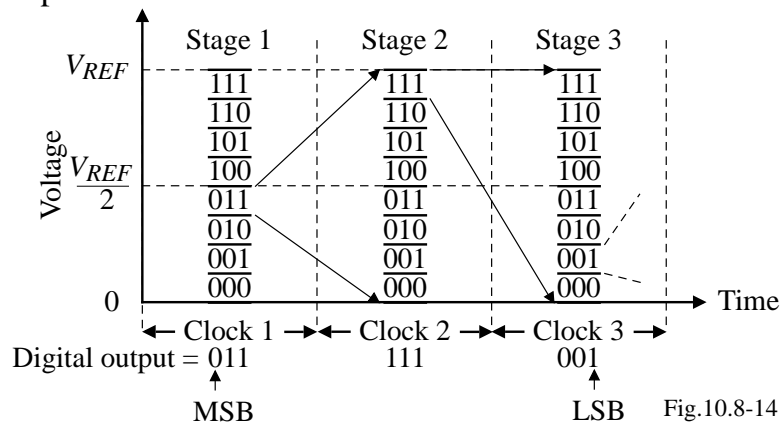 Stage 1 Stage 2 Stage 3
VREF
111 111 111
110 110 110
101 101 101
100 100 100
VREF
2
011 011 011
010 010 010
001 001 001
000 000 000
Voltage
0
Time
Clock 1 Clock 2 Clock 3
Digital output = 011 111 001
MSB LSB Fig.10.8-14